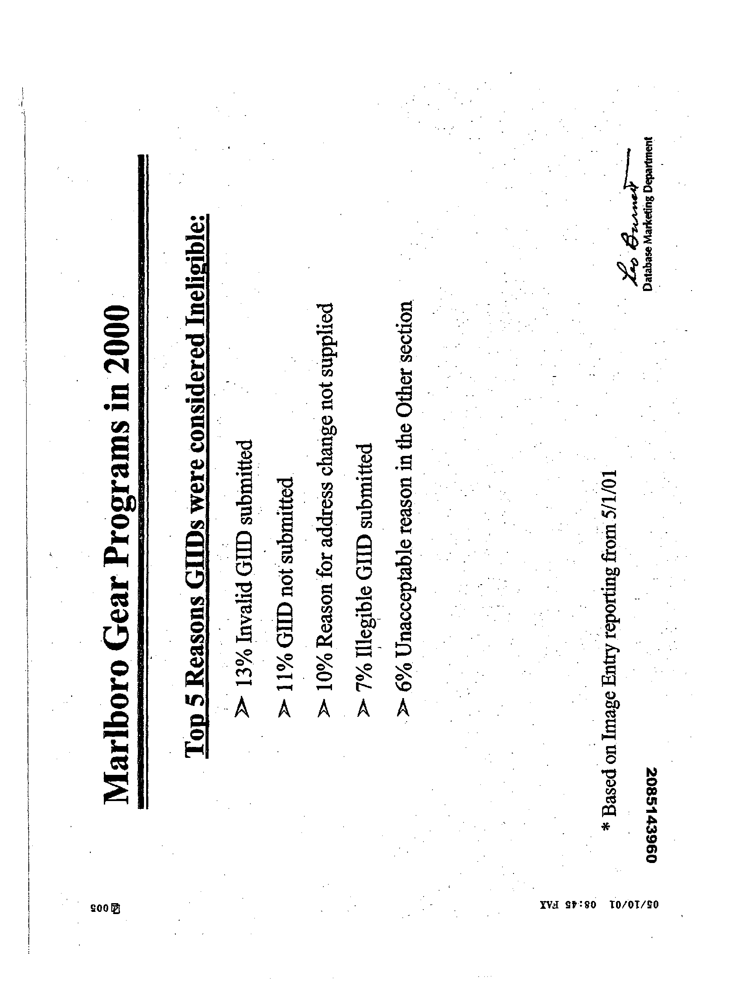 Marlboro Gear Programs in 2000
Top 5 Reasons GIIDs were considered Ineligible:
➢ 13% Invalid GIID submitted
➢ 11% GIID not submitted
➢ 10% Reason for address change not supplied
➢ 7% Illegible GIID submitted
➢ 6% Unacceptable reason in the Other section
* Based on Image Entry reporting from 5/1/01
Leo Burnett
Database Marketing Department
2085143960
05/10/01 08:45 FAX
005